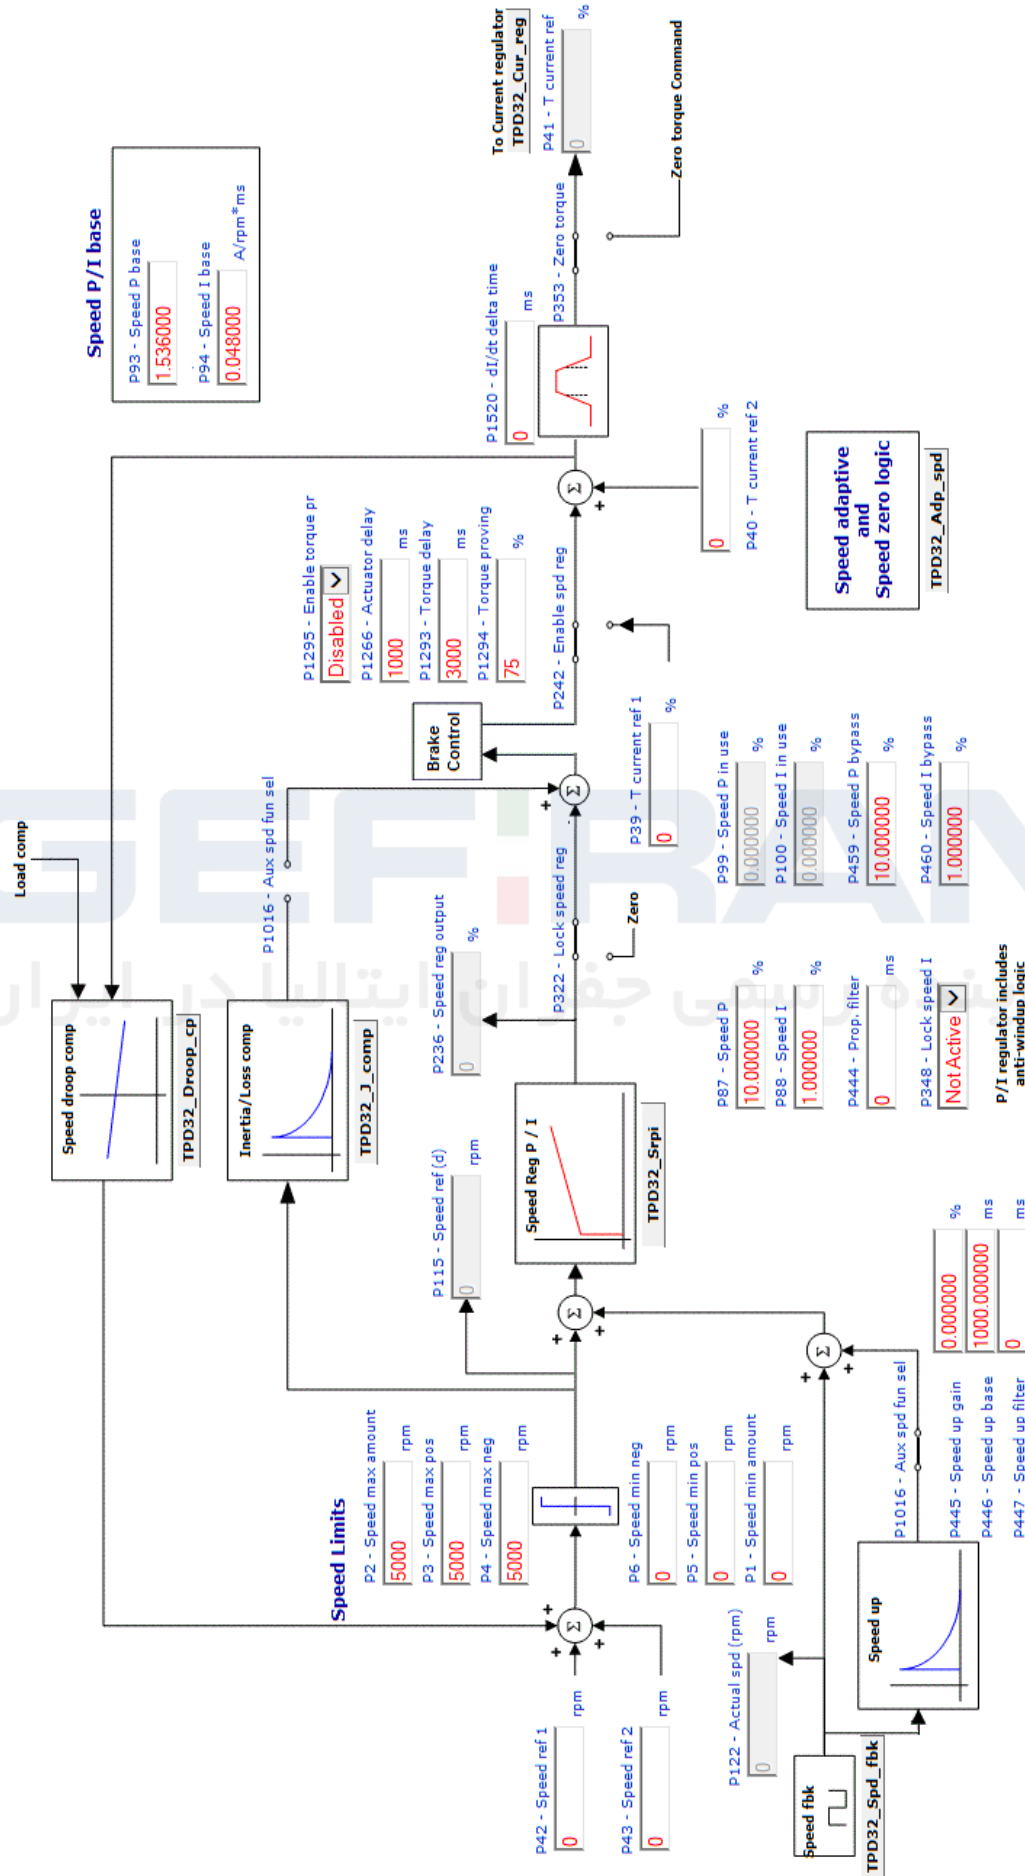 Load comp
Speed droop comp
TPD32_Droop_cp
Inertia/Loss comp
TPD32_J_comp
P1016 - Aux spd fun sel
Speed P/I base
P93 - Speed P base
1.536000
P94 - Speed I base
0.048000
A/rpm*ms
Speed Limits
P2 - Speed max amount
5000
rpm
P3 - Speed max pos
5000
rpm
P4 - Speed max neg
5000
rpm
P115 - Speed ref (d)
0
rpm
P236 - Speed reg output
0
%
Brake
Control
P1295 - Enable torque pr
Disabled
P1266 - Actuator delay
1000
ms
P1293 - Torque delay
3000
ms
P1294 - Torque proving
75
%
P1520 - dI/dt delta time
0
ms
To Current regulator
TPD32_Cur_reg
P41 - T current ref
0
%
P42 - Speed ref 1
0
rpm
P43 - Speed ref 2
0
rpm
+
+
+
Σ
P6 - Speed min neg
0
rpm
P5 - Speed min pos
0
rpm
P1 - Speed min amount
0
rpm
+
+
Σ
Speed Reg P / I
TPD32_Srpi
P322 - Lock speed reg
Zero
+
Σ
P242 - Enable spd reg
P39 - T current ref 1
0
%
Σ
+
P40 - T current ref 2
0
%
P353 - Zero torque
Zero torque Command
P122 - Actual spd (rpm)
0
rpm
Speed fbk
TPD32_Spd_fbk
Speed up
+
+
Σ
P1016 - Aux spd fun sel
P445 - Speed up gain
0.000000
%
P446 - Speed up base
1000.000000
ms
P447 - Speed up filter
0
ms
P87 - Speed P
10.000000
%
P88 - Speed I
1.000000
%
P444 - Prop. filter
0
ms
P348 - Lock speed I
Not Active
P/I regulator includes
anti-windup logic
P99 - Speed P in use
0.000000
%
P100 - Speed I in use
0.000000
%
P459 - Speed P bypass
10.000000
%
P460 - Speed I bypass
1.000000
%
Speed adaptive
and
Speed zero logic
TPD32_Adp_spd
GEFIRAN
نماینده رسمی جفران ایتالیا در ایران